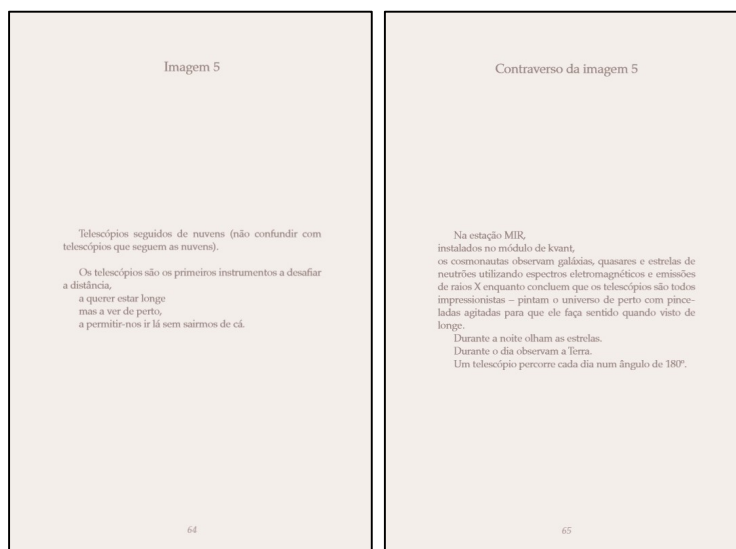 Imagem 5
Telescópios seguidos de nuvens (não confundir com
telescópios que seguem as nuvens).
Os telescópios são os primeiros instrumentos a desafiar
a distância,
a querer estar longe
mas a ver de perto,
a permitir-nos ir lá sem sairmos de cá.
64
Contraverso da imagem 5
Na estação MIR,
instalados no módulo de kvant,
os cosmonautas observam galáxias, quasares e estrelas de
neutrões utilizando espectros eletromagnéticos e emissões
de raios X enquanto concluem que os telescópios são todos
impressionistas – pintam o universo de perto com pince-
ladas agitadas para que ele faça sentido quando visto de
longe.
Durante a noite olham as estrelas.
Durante o dia observam a Terra.
Um telescópio percorre cada dia num ângulo de 180º.
65